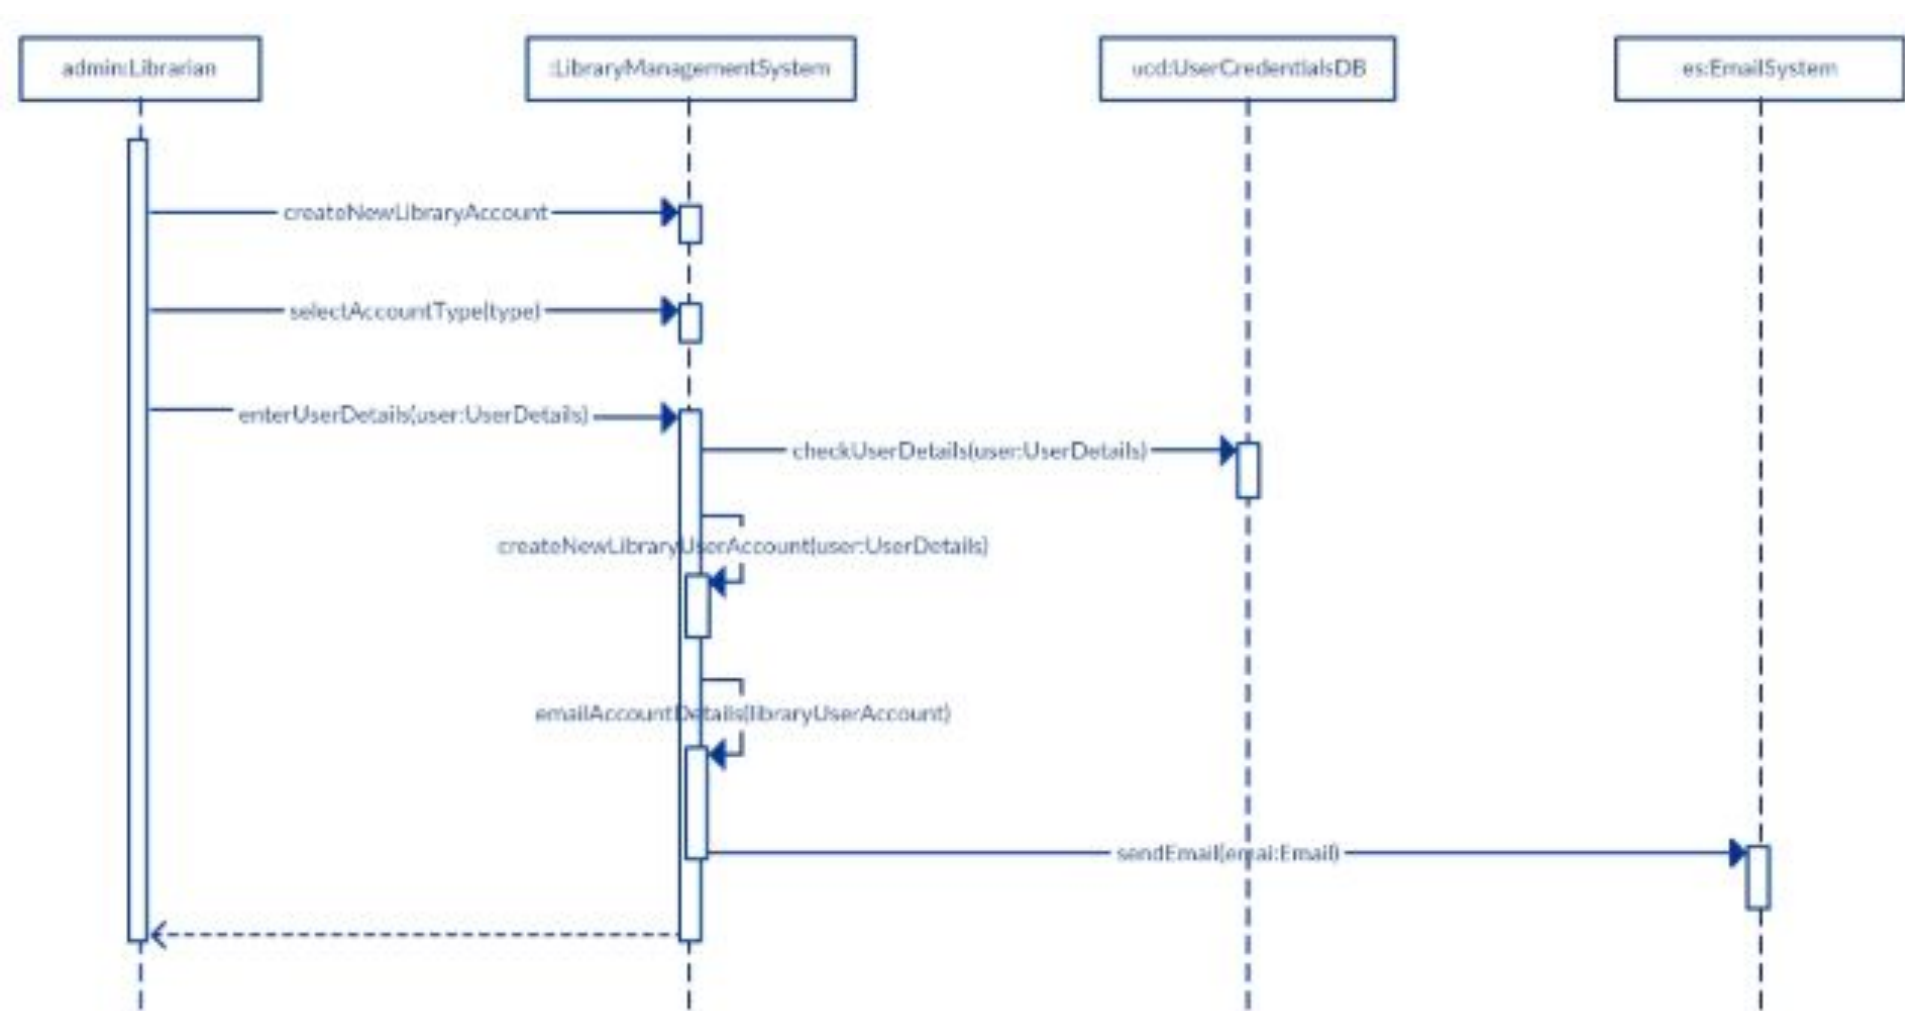 admin:Librarian
:LibraryManagementSystem
ucd:UserCredentialsDB
es:EmailSystem
createNewLibraryAccount
selectAccountType(type)
enterUserDetails(user:UserDetails)
checkUserDetails(user:UserDetails)
createNewLibraryUserAccount(user:UserDetails)
emailAccountDetails(libraryUserAccount)
sendEmail(emai:Email)